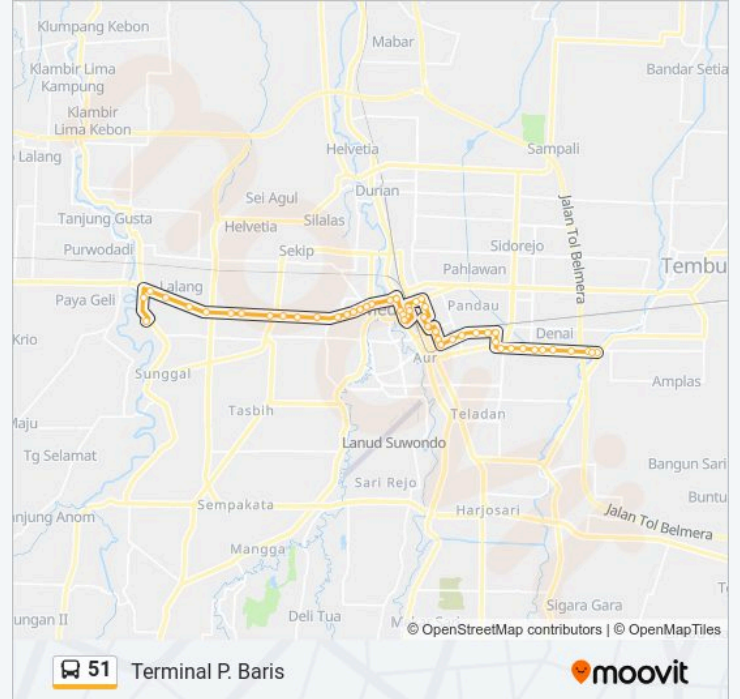 Klumpang Kebon
Mabar
Klambir Lima
Kampung
Bandar Setia
Klambir
Lima Kebon
Lalang
Helvetia
Sampali
Durian
Sei Agul
Jalan Tol Belmera
Tanjung Gusta
Silalas
Helvetia
Purwodadi
Sekip
Sidorejo
Tembu
Pahlawan
Lalang
Paya Geli
Pandau
Krio
Denai
Aur
Sunggal
Amplas
Tasbih
Teladan
Maju
Lanud Suwondo
Tg Selamat
Bangun Sari
Sari Rejo
Buntu
Sempakata
Harjosari
njung Anom
Jalan Tol Belmera
Mangga
Sigara Gara
ungan II
Deli Tua
© OpenStreetMap contributors | © OpenMapTiles
51 Terminal P. Baris
moovit